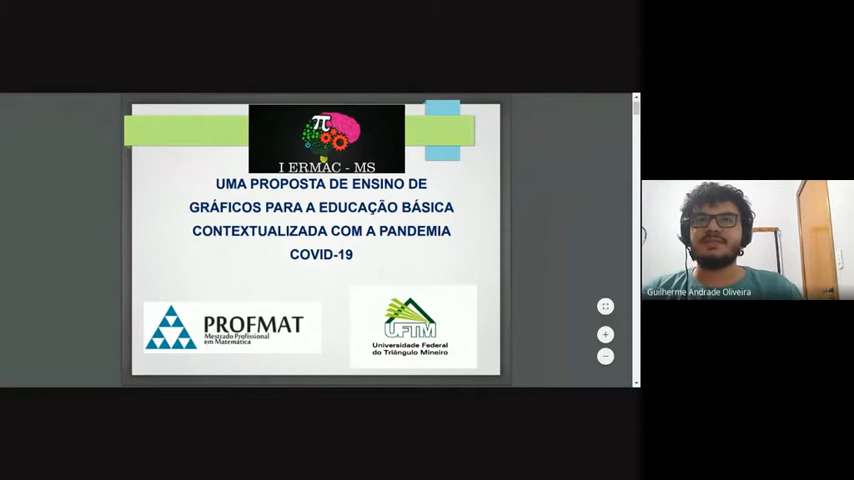 π
I ERMAC - MS
UMA PROPOSTA DE ENSINO DE
GRÁFICOS PARA A EDUCAÇÃO BÁSICA
CONTEXTUALIZADA COM A PANDEMIA
COVID-19
PROFMAT
Mestrado Profissional
em Matemática
UFTM
Universidade Federal
do Triângulo Mineiro
Guilherme Andrade Oliveira